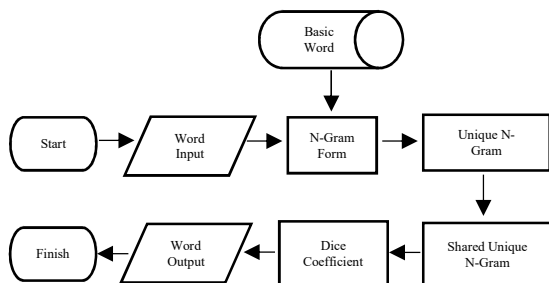 Basic
Word
Start
Word
Input
N-Gram
Form
Unique N-
Gram
Finish
Word
Output
Dice
Coefficient
Shared Unique
N-Gram